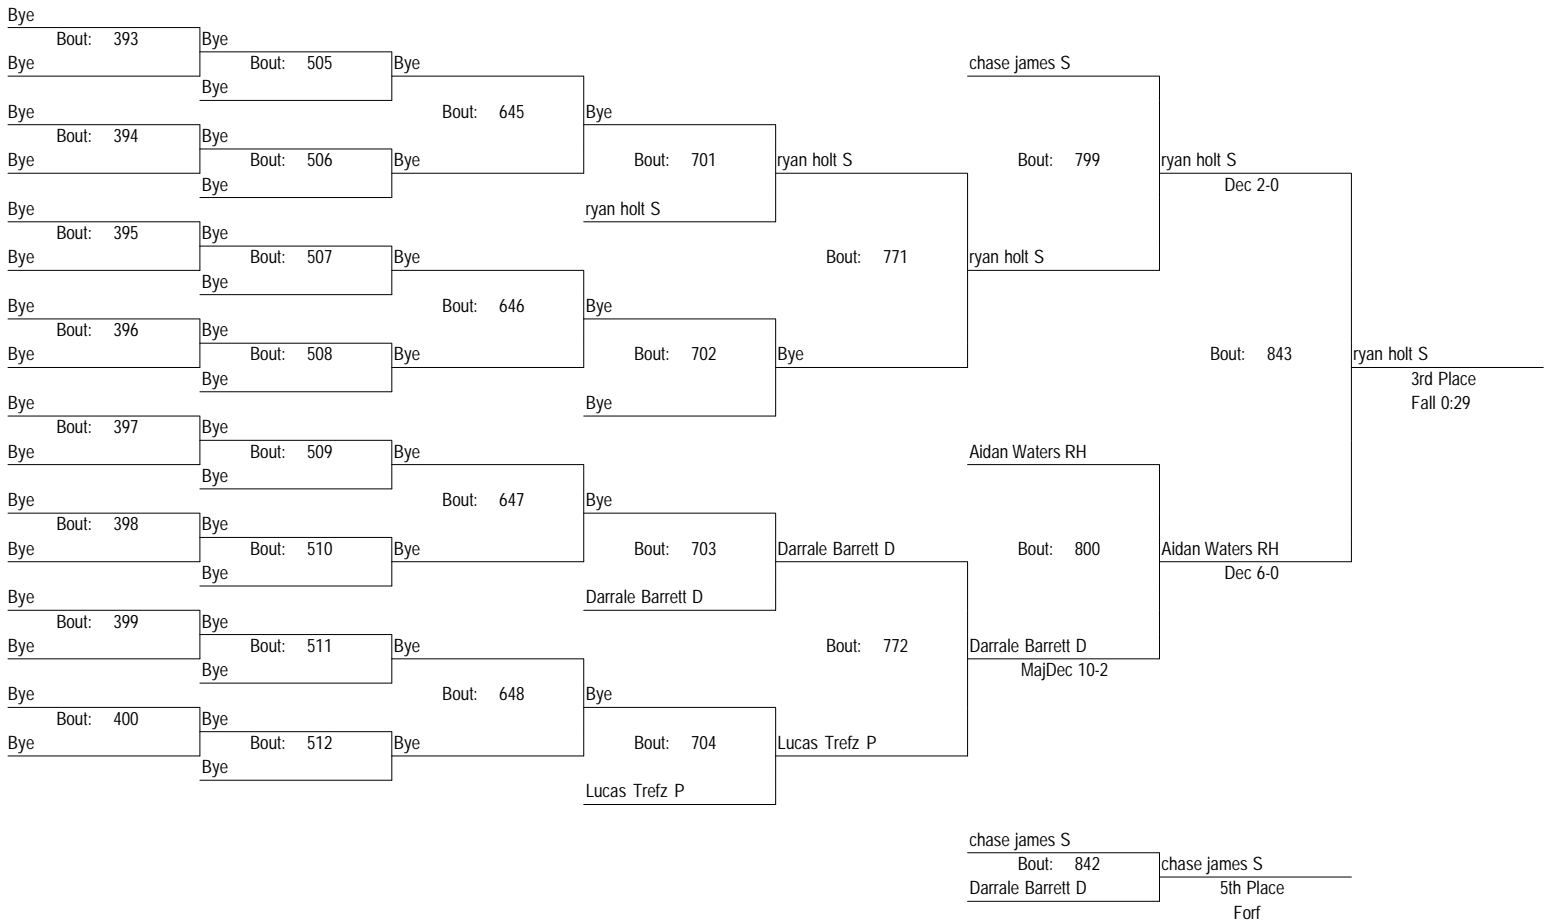 Bye
Bout: 393 Bye
Bye Bout: 505 Bye chase james S
Bye
Bye Bout: 645 Bye
Bout: 394 Bye
Bye Bout: 506 Bye Bout: 701 ryan holt S Bout: 799 ryan holt S
Bye Dec 2-0
Bye ryan holt S
Bout: 395 Bye
Bye Bout: 507 Bye Bout: 771 ryan holt S
Bye
Bye Bout: 646 Bye
Bout: 396 Bye
Bye Bout: 508 Bye Bout: 702 Bye Bout: 843 ryan holt S
Bye 3rd Place
Bye Bye Fall 0:29
Bout: 397 Bye
Bye Bout: 509 Bye Aidan Waters RH
Bye
Bye Bout: 647 Bye
Bout: 398 Bye
Bye Bout: 510 Bye Bout: 703 Darrale Barrett D Bout: 800 Aidan Waters RH
Bye Dec 6-0
Bye Darrale Barrett D
Bout: 399 Bye
Bye Bout: 511 Bye Bout: 772 Darrale Barrett D
Bye MajDec 10-2
Bye Bout: 648 Bye
Bout: 400 Bye
Bye Bout: 512 Bye Bout: 704 Lucas Trefz P
Bye
Lucas Trefz P
chase james S
Bout: 842 chase james S
Darrale Barrett D 5th Place
Forf